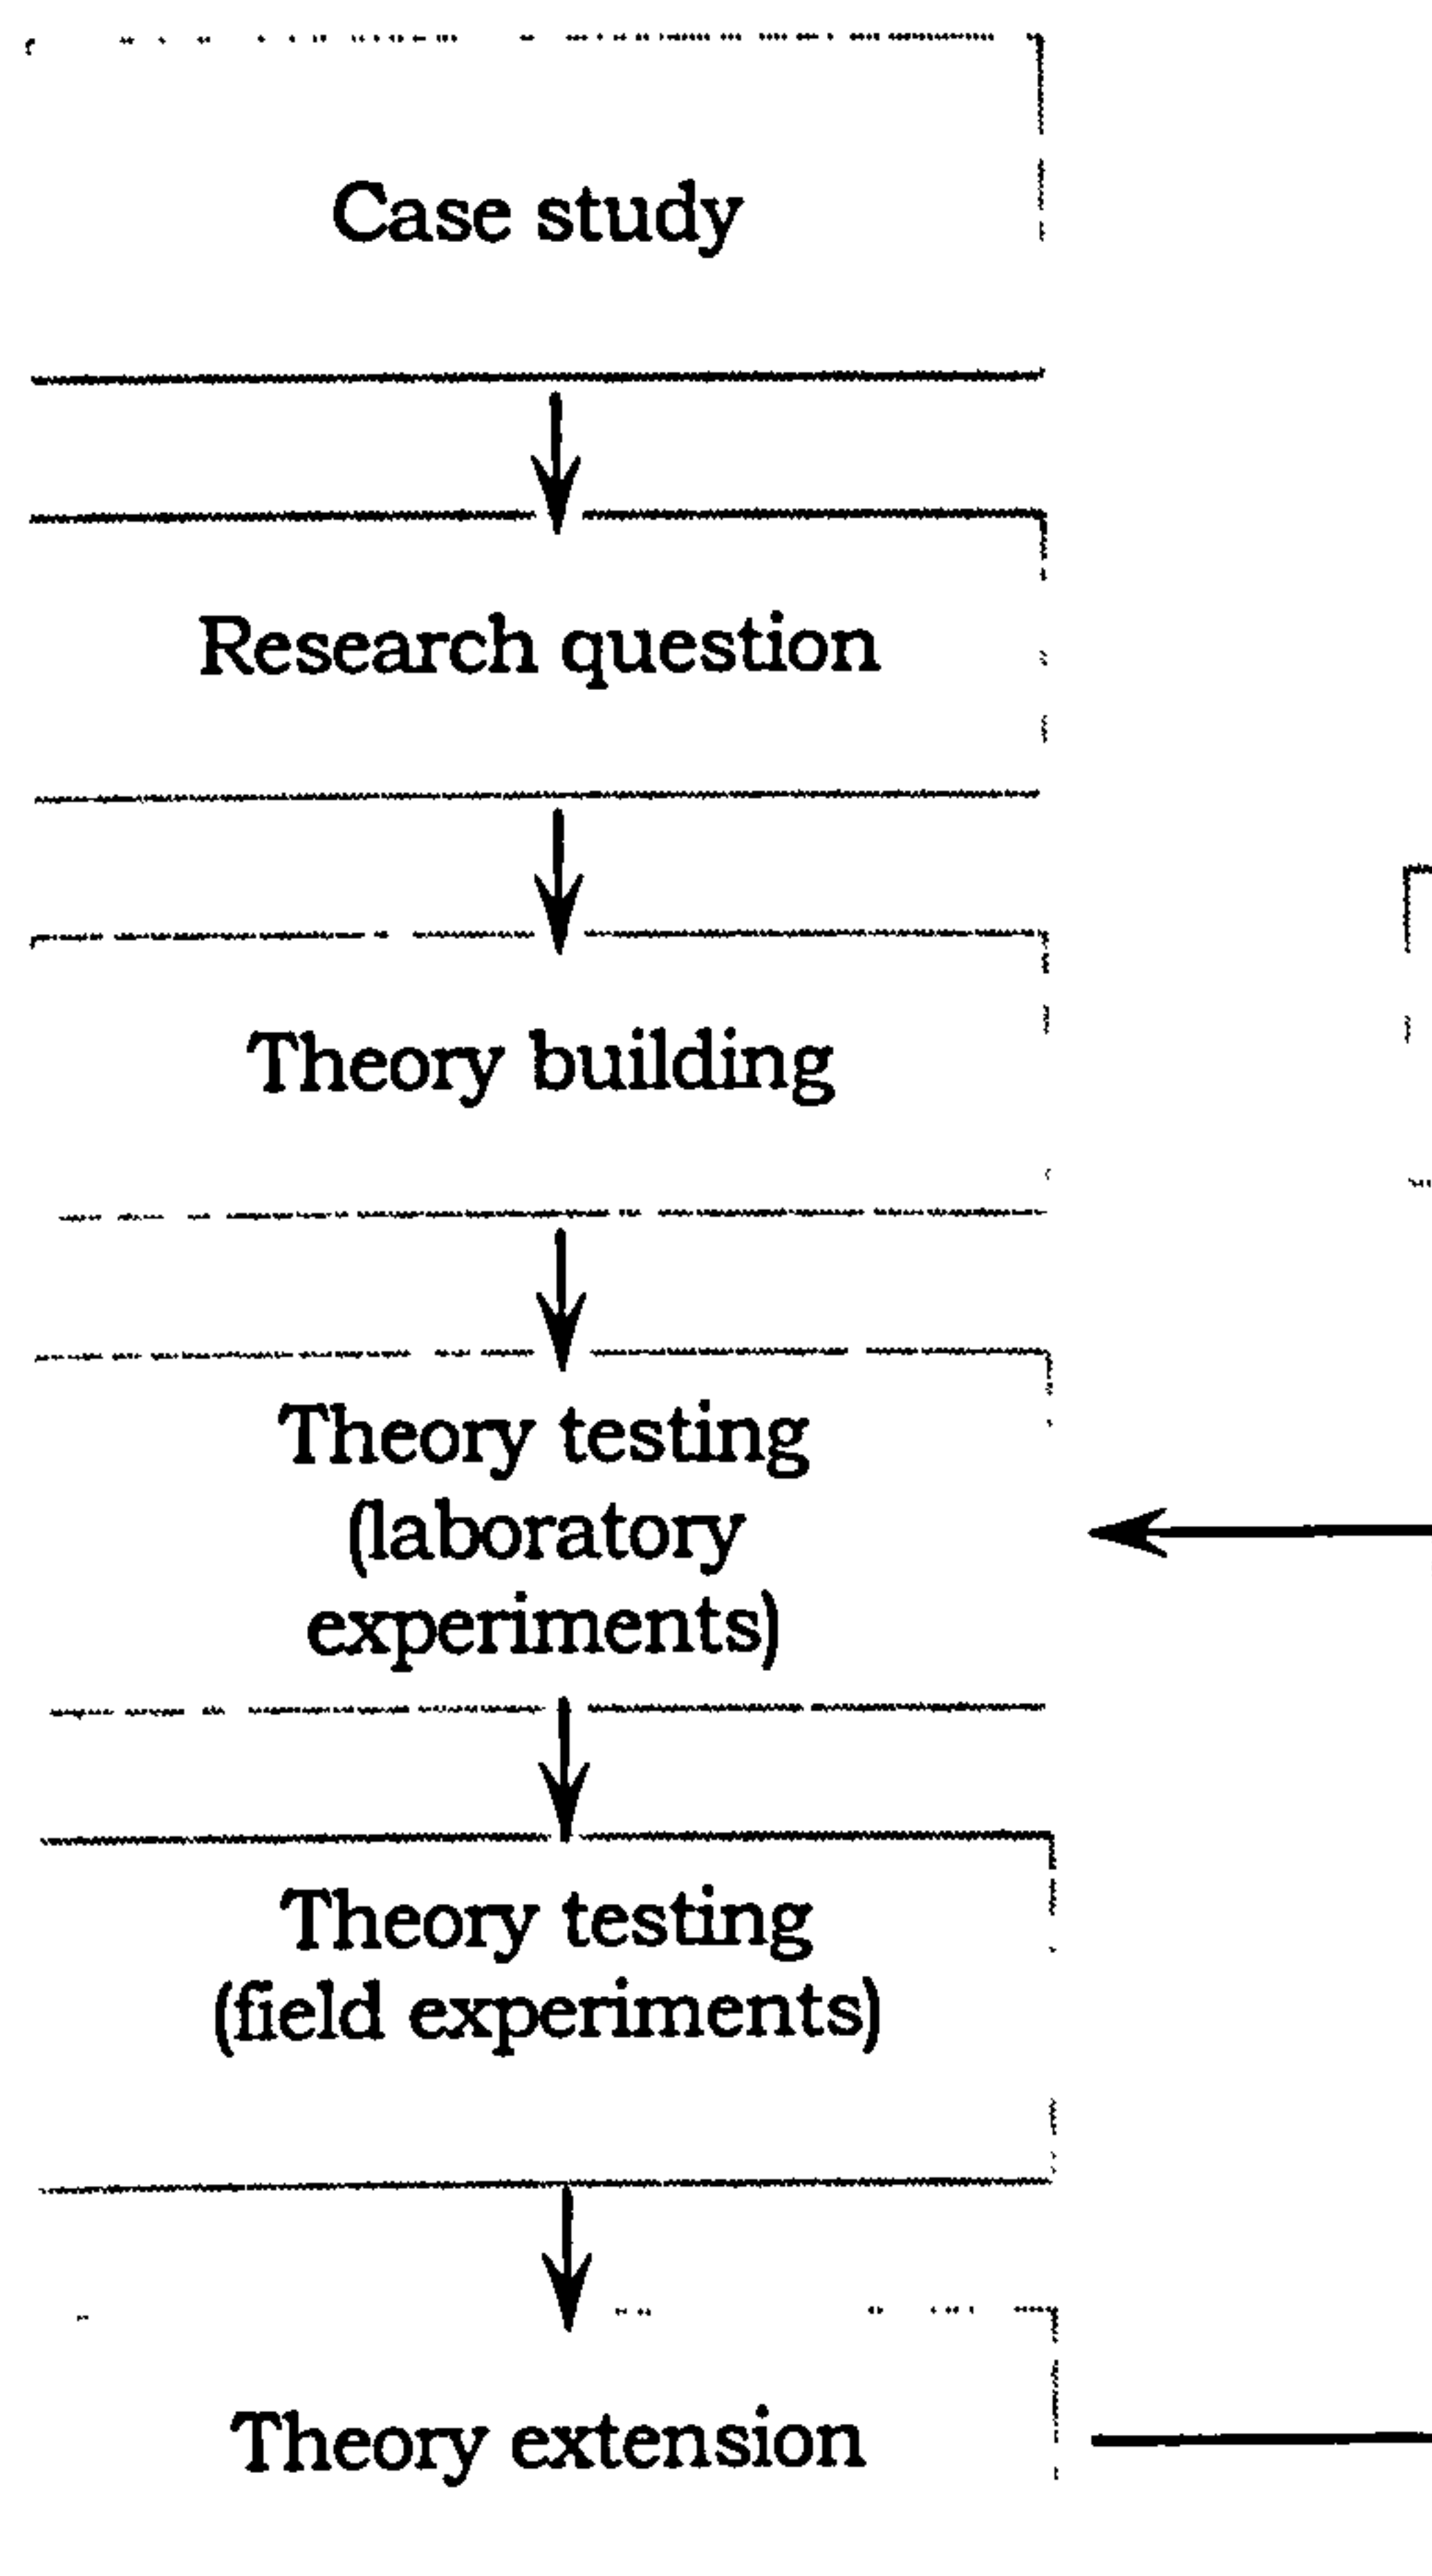 Case study
Research question
Theory building
Theory testing
(laboratory
experiments)
Theory testing
(field experiments)
Theory extension